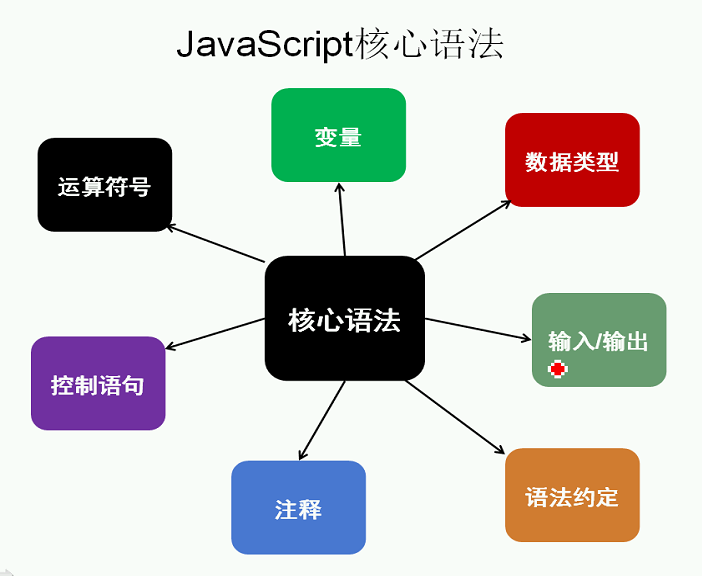 JavaScript核心语法
变量
数据类型
运算符号
核心语法
输入/输出
控制语句
语法约定
注释